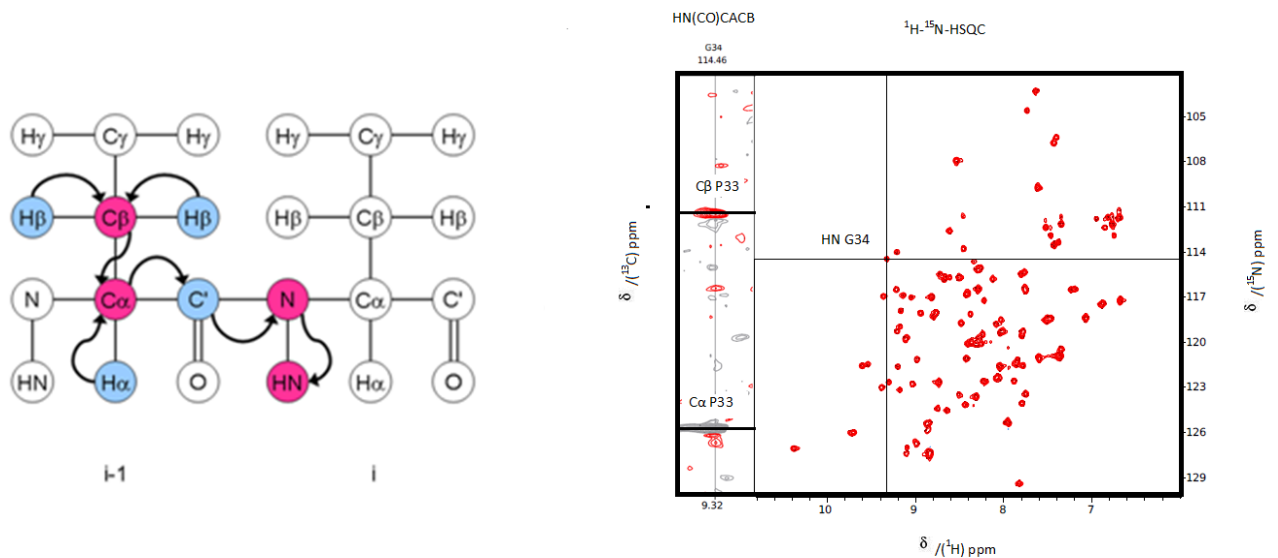 Hγ Cγ Hγ Hγ Cγ Hγ
Hβ Cβ Hβ Hβ Cβ Hβ
N Cα C' N Cα C'
HN Hα O HN Hα O
i-1 i
HN(CO)CACB
¹H-¹⁵N-HSQC
G34
114.46
Cβ P33
HN G34
Cα P33
δ /(¹³C) ppm
105
108
111
114
117
120
123
126
129
δ /(¹⁵N) ppm
9.32
10 9 8 7
δ /(¹H) ppm